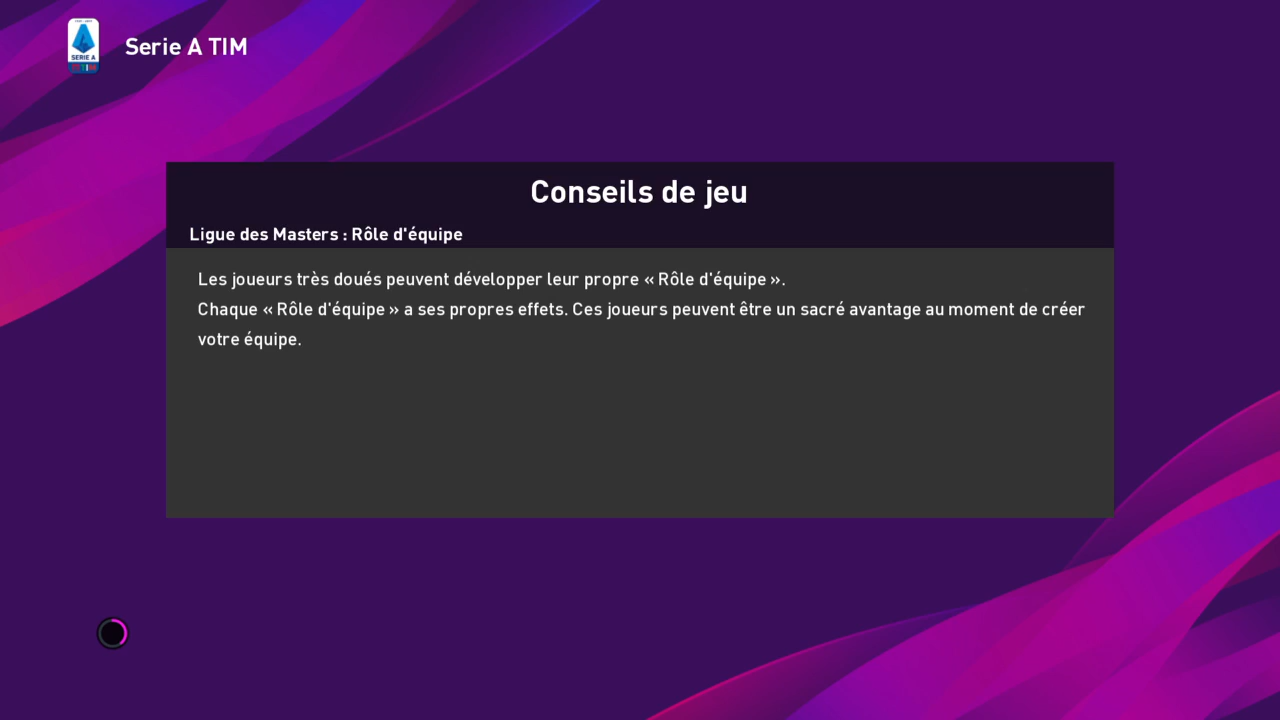 SERIE A
TIM
Serie A TIM
Conseils de jeu
Ligue des Masters : Rôle d'équipe
Les joueurs très doués peuvent développer leur propre « Rôle d'équipe ».
Chaque « Rôle d'équipe » a ses propres effets. Ces joueurs peuvent être un sacré avantage au moment de créer
votre équipe.